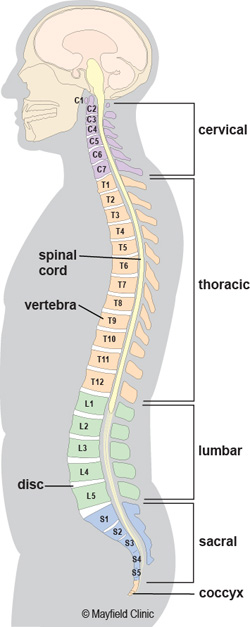 C1
C2
C3
C4
C5
C6
C7
cervical
T1
T2
T3
T4
T5
spinal
cord
T6
T7
thoracic
T8
vertebra
T9
T10
T11
T12
L1
L2
L3
lumbar
L4
disc
L5
S1
S2
S3
sacral
S4
S5
coccyx
© Mayfield Clinic